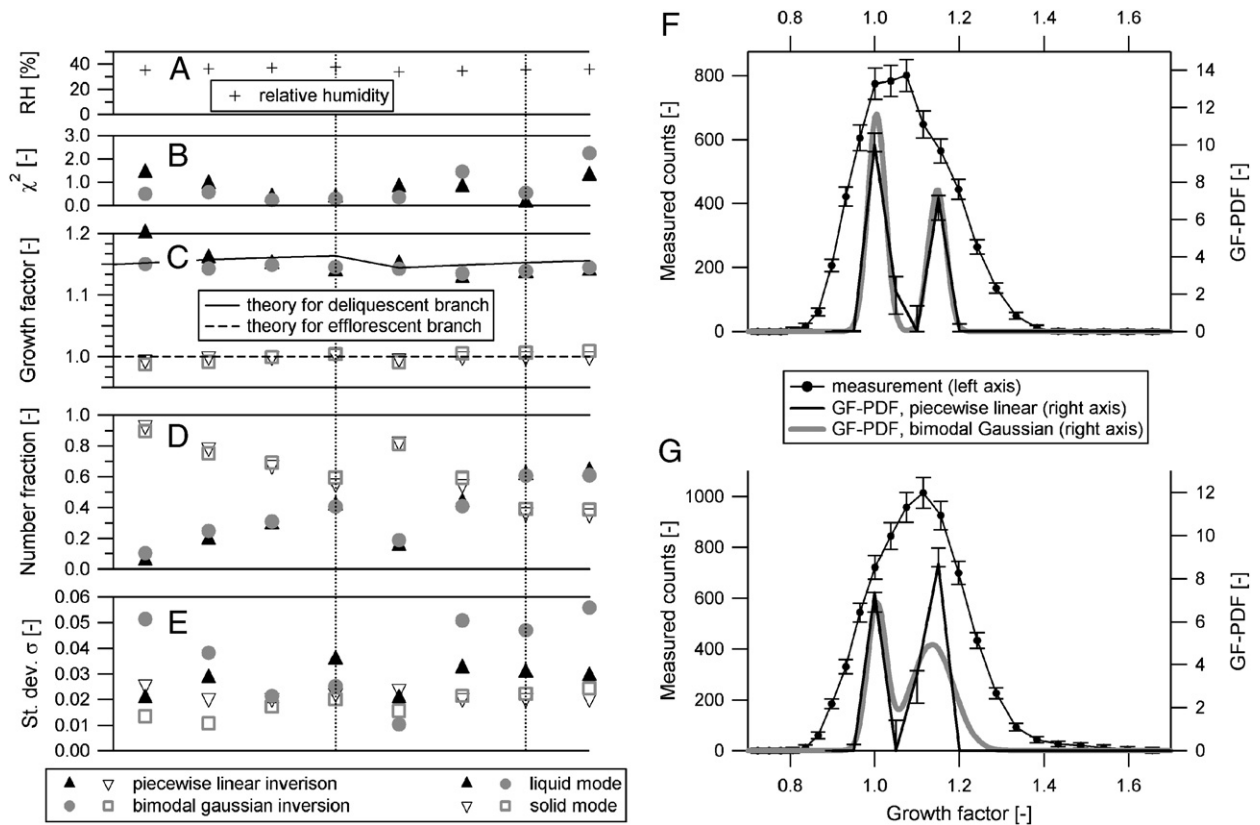 A
RH [%]
40
20
0
+ relative humidity
B
χ² [-]
3.0
2.0
1.0
0.0
C
Growth factor [-]
1.2
1.1
1.0
theory for deliquescent branch
theory for efflorescent branch
D
Number fraction [-]
1.0
0.8
0.6
0.4
0.2
0.0
E
St. dev. σ [-]
0.06
0.05
0.04
0.03
0.02
0.01
0.00
▲ ▽ piecewise linear inverison
● □ bimodal gaussian inversion
▲ ● liquid mode
▽ □ solid mode
F
0.8 1.0 1.2 1.4 1.6
Measured counts [-]
800
600
400
200
0
GF-PDF [-]
14
12
10
8
6
4
2
0
measurement (left axis)
GF-PDF, piecewise linear (right axis)
GF-PDF, bimodal Gaussian (right axis)
G
Measured counts [-]
1000
800
600
400
200
0
GF-PDF [-]
12
10
8
6
4
2
0
0.8 1.0 1.2 1.4 1.6
Growth factor [-]